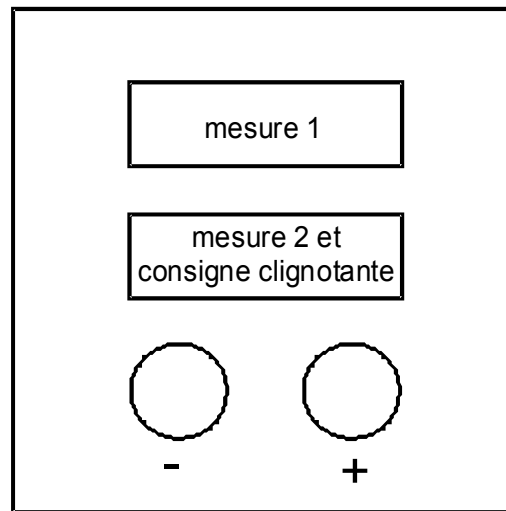 mesure 1
mesure 2 et
consigne clignotante
- +